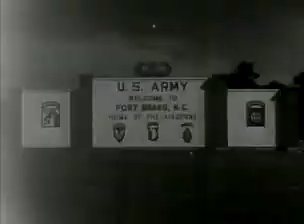 U.S. ARMY
WELCOME TO
FORT BRAGG, N.C.
HOME OF THE AIRBORNE